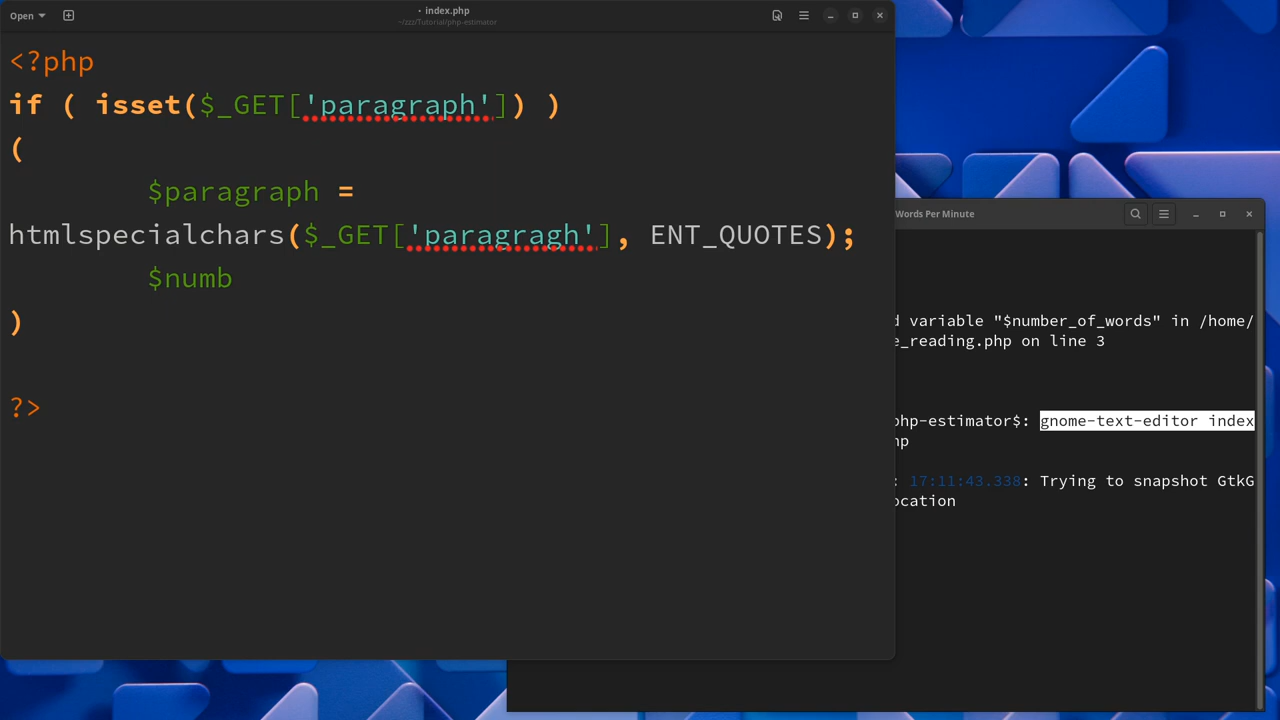 Open
• index.php
~/zzz/Tutorial/php-estimator
<?php
if ( isset($_GET['paragraph']) )
(
$paragraph =
htmlspecialchars($_GET['paragragh'], ENT_QUOTES);
$numb
)
?>
Words Per Minute
d variable "$number_of_words" in /home/
e_reading.php on line 3
php-estimator$: gnome-text-editor index
hp
: 17:11:43.338: Trying to snapshot GtkG
ocation